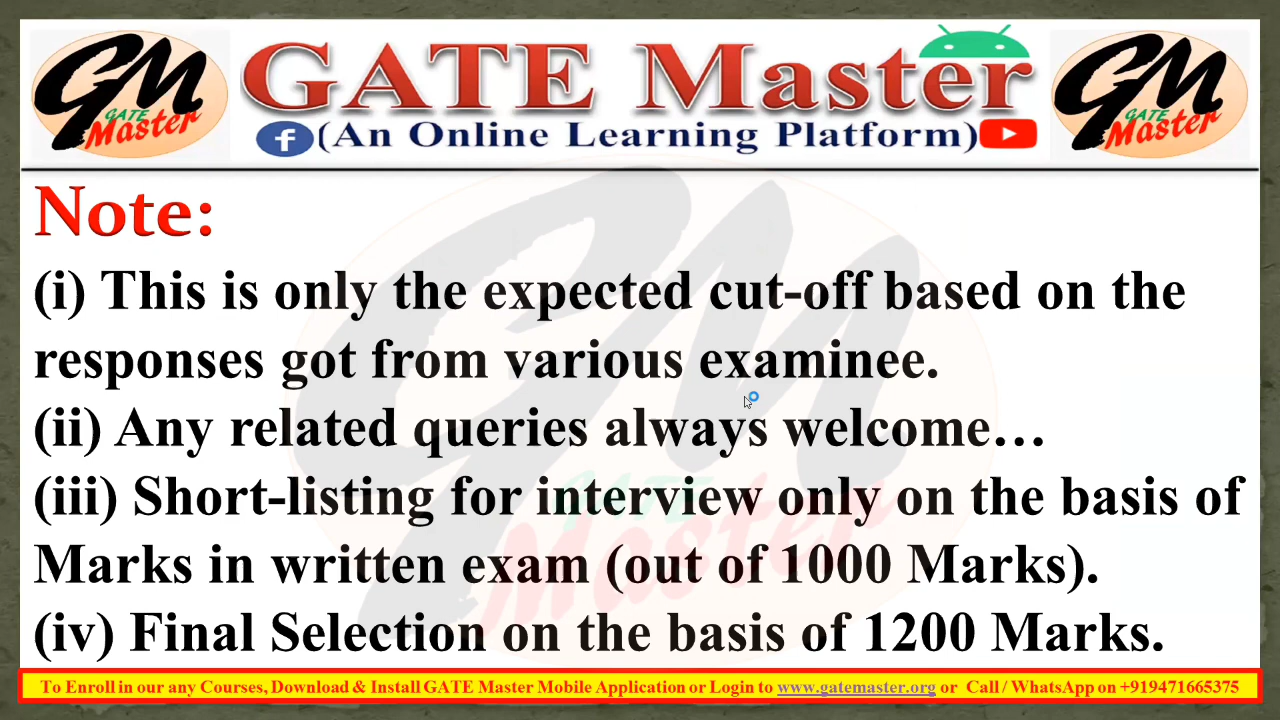 GM GATE Master
GATE Master
(An Online Learning Platform)
GM GATE Master
Note:
(i) This is only the expected cut-off based on the
responses got from various examinee.
(ii) Any related queries always welcome…
(iii) Short-listing for interview only on the basis of
Marks in written exam (out of 1000 Marks).
(iv) Final Selection on the basis of 1200 Marks.
GM GATE Master
To Enroll in our any Courses, Download & Install GATE Master Mobile Application or Login to www.gatemaster.org or Call / WhatsApp on +919471665375